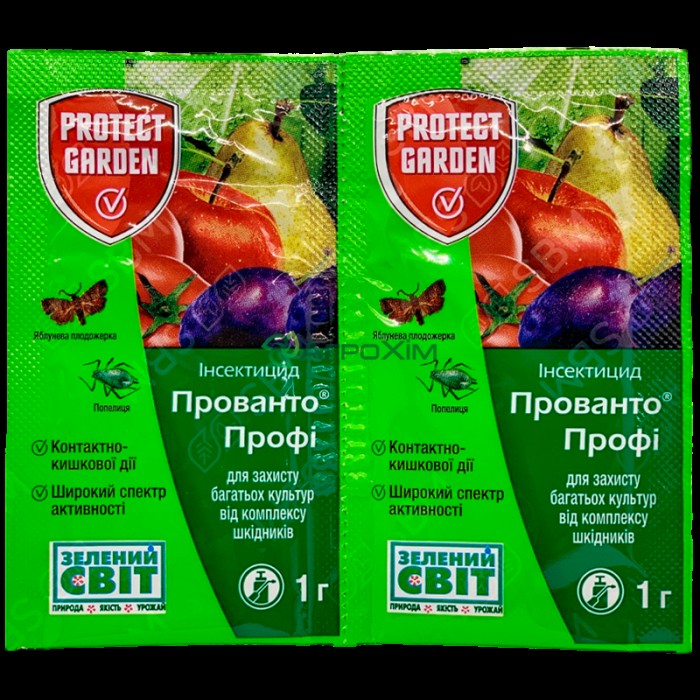 PROTECT
GARDEN
Яблунева плодожерка
Попелиця
Контактно-
кишкової дії
Широкий спектр
активності
ЗЕЛЕНИЙ
СВІТ
ПРИРОДА ЯКІСТЬ УРОЖАЙ
Інсектицид
Прованто®
Профі
для захисту
багатьох культур
від комплексу
шкідників
1 г
PROTECT
GARDEN
Яблунева плодожерка
Попелиця
Контактно-
кишкової дії
Широкий спектр
активності
ЗЕЛЕНИЙ
СВІТ
ПРИРОДА ЯКІСТЬ УРОЖАЙ
Інсектицид
Прованто®
Профі
для захисту
багатьох культур
від комплексу
шкідників
1 г